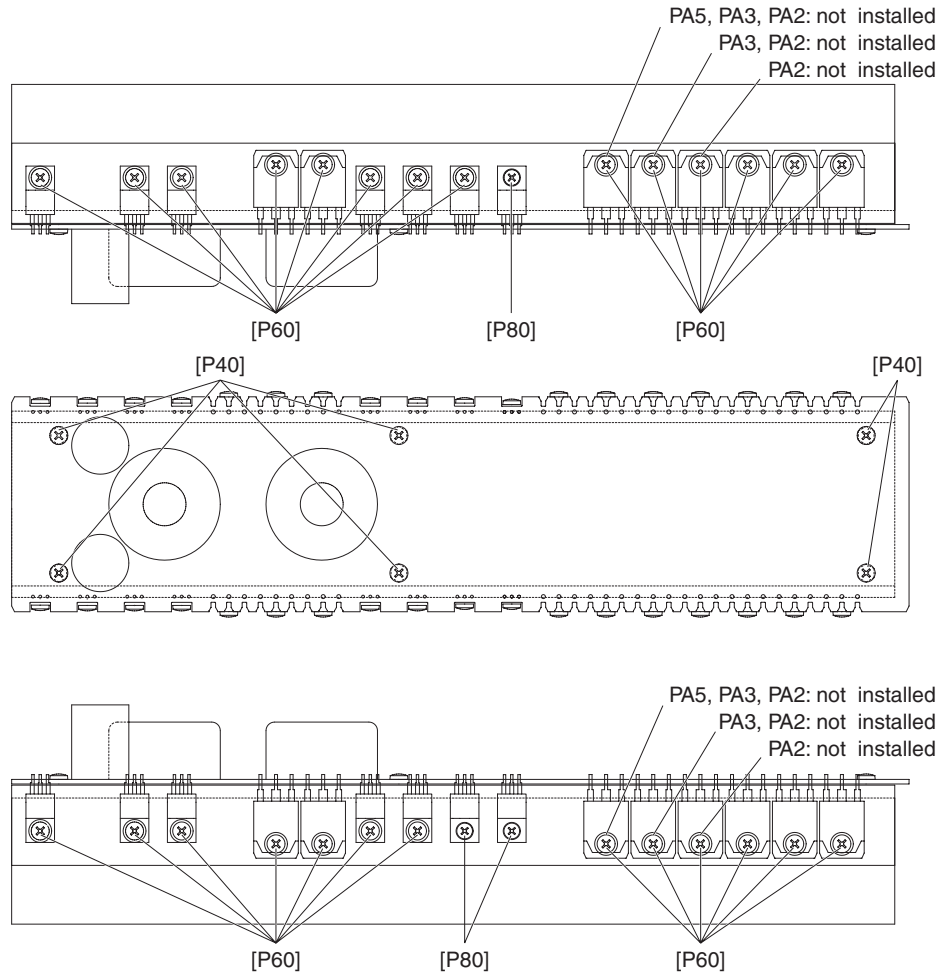 PA5, PA3, PA2: not installed
PA3, PA2: not installed
PA2: not installed
[P60]
[P80]
[P60]
[P40]
[P40]
PA5, PA3, PA2: not installed
PA3, PA2: not installed
PA2: not installed
[P60]
[P80]
[P60]